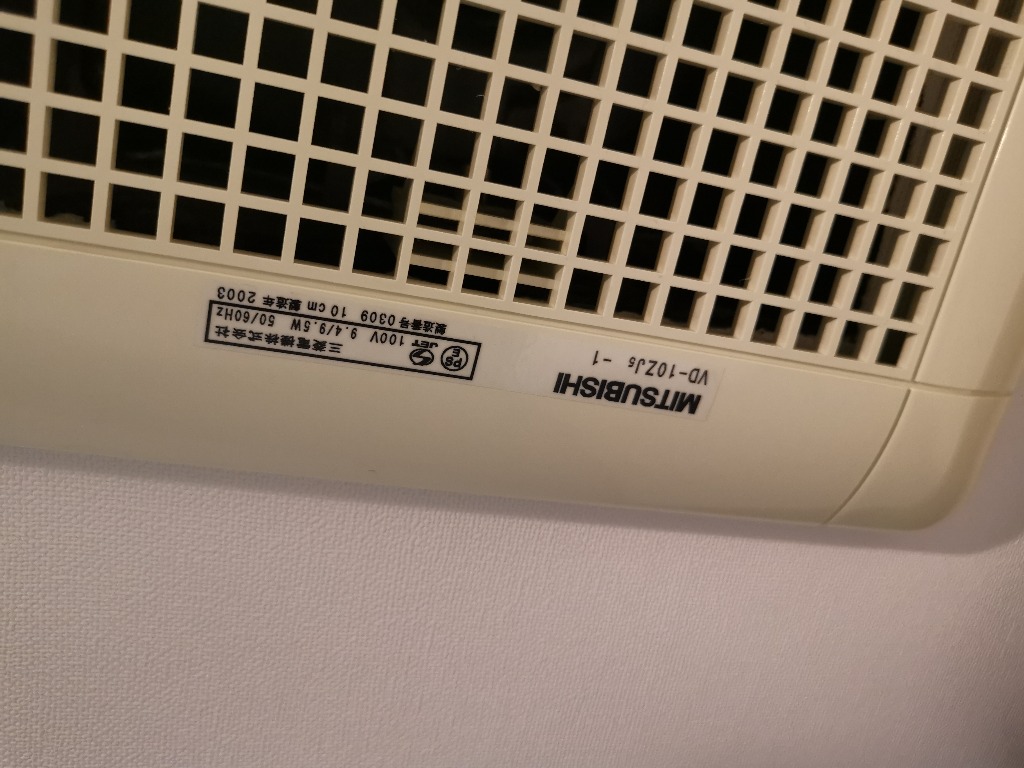 MITSUBISHI
VD-10ZJ₅ -1
PS
E
JET
三菱電機株式会社
100V 9.4/9.5W 50/60Hz
製造番号 0309 10cm 製造年 2003